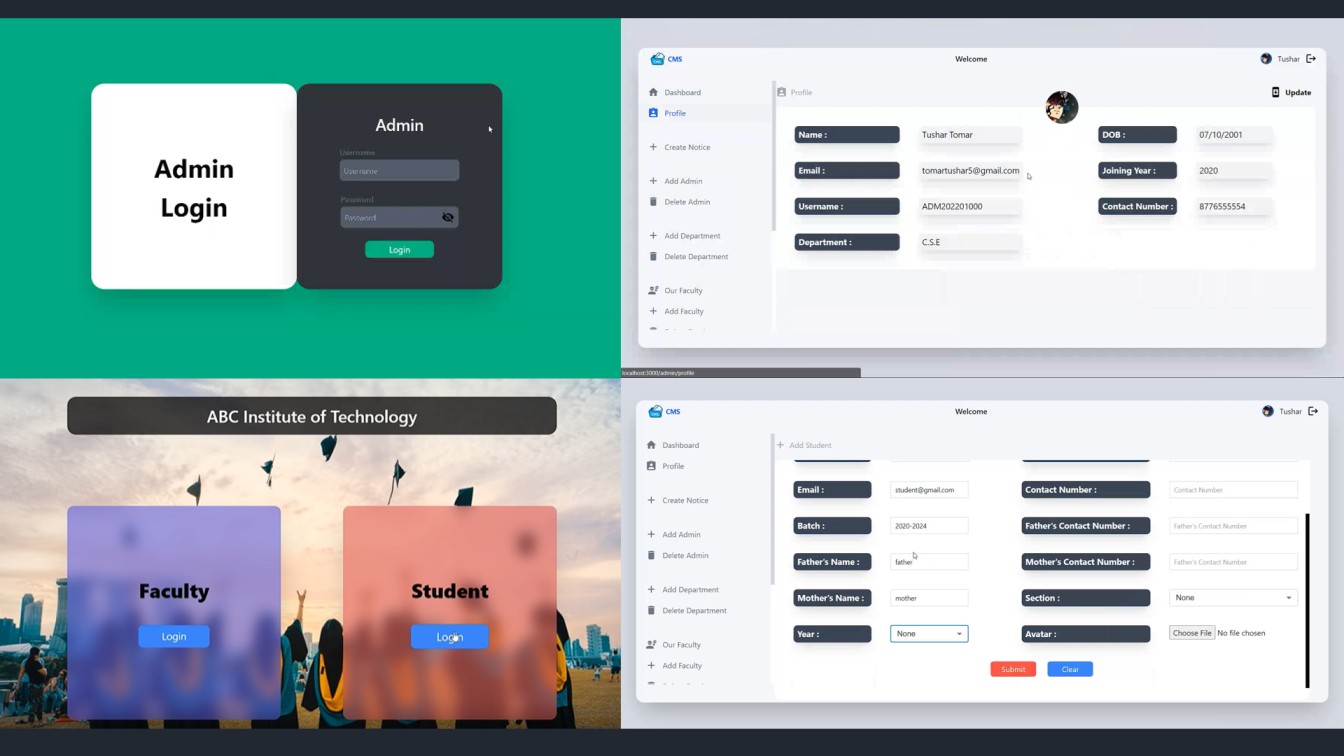 Admin
Login
Admin
Username
Username
Password
Password
Login
CMS
Welcome
Tushar
Dashboard
Profile
Create Notice
Add Admin
Delete Admin
Add Department
Delete Department
Our Faculty
Add Faculty
Profile
Update
Name :
Tushar Tomar
DOB :
07/10/2001
Email :
tomartushar5@gmail.com
Joining Year :
2020
Username :
ADM202201000
Contact Number :
8776555554
Department :
C.S.E
localhost:3000/admin/profile
ABC Institute of Technology
Faculty
Login
Student
Login
CMS
Welcome
Tushar
Dashboard
Profile
Create Notice
Add Admin
Delete Admin
Add Department
Delete Department
Our Faculty
Add Faculty
Add Student
Email :
student@gmail.com
Contact Number :
Contact Number
Batch :
2020-2024
Father's Contact Number :
Father's Contact Number
Father's Name :
father
Mother's Contact Number :
Father's Contact Number
Mother's Name :
mother
Section :
None
Year :
None
Avatar :
Choose File No file chosen
Submit
Clear